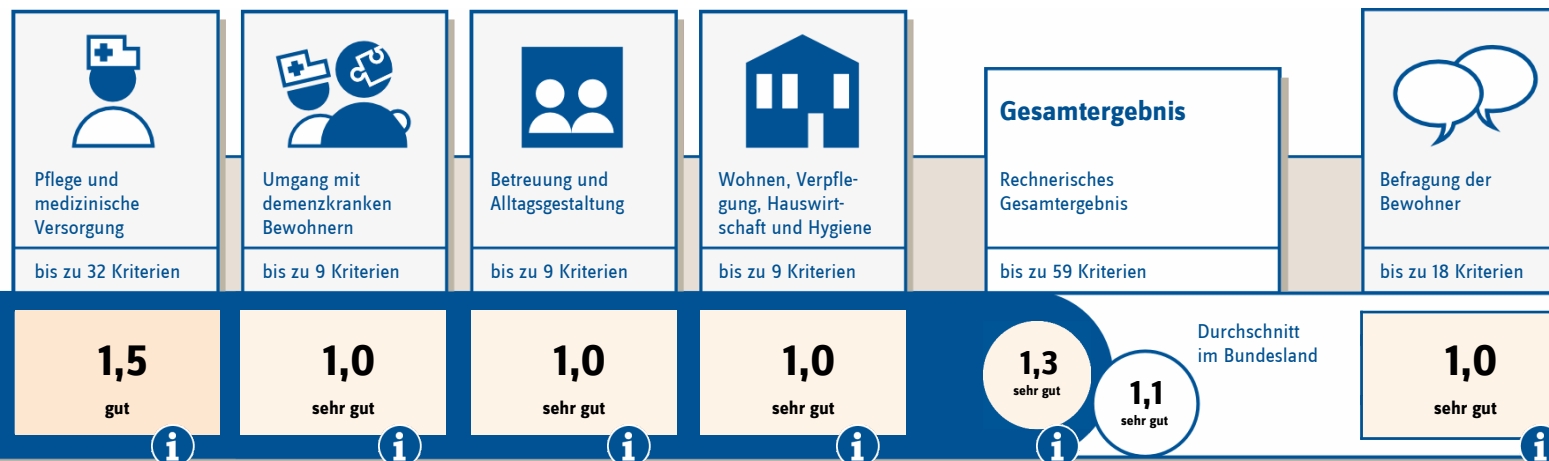 Pflege und
medizinische
Versorgung
bis zu 32 Kriterien
1,5
gut
i
Umgang mit
demenzkranken
Bewohnern
bis zu 9 Kriterien
1,0
sehr gut
i
Betreuung und
Alltagsgestaltung
bis zu 9 Kriterien
1,0
sehr gut
i
Wohnen, Verpfle-
gung, Hauswirt-
schaft und Hygiene
bis zu 9 Kriterien
1,0
sehr gut
i
Gesamtergebnis
Rechnerisches
Gesamtergebnis
bis zu 59 Kriterien
1,3
sehr gut
i
1,1
sehr gut
Durchschnitt
im Bundesland
Befragung der
Bewohner
bis zu 18 Kriterien
1,0
sehr gut
i